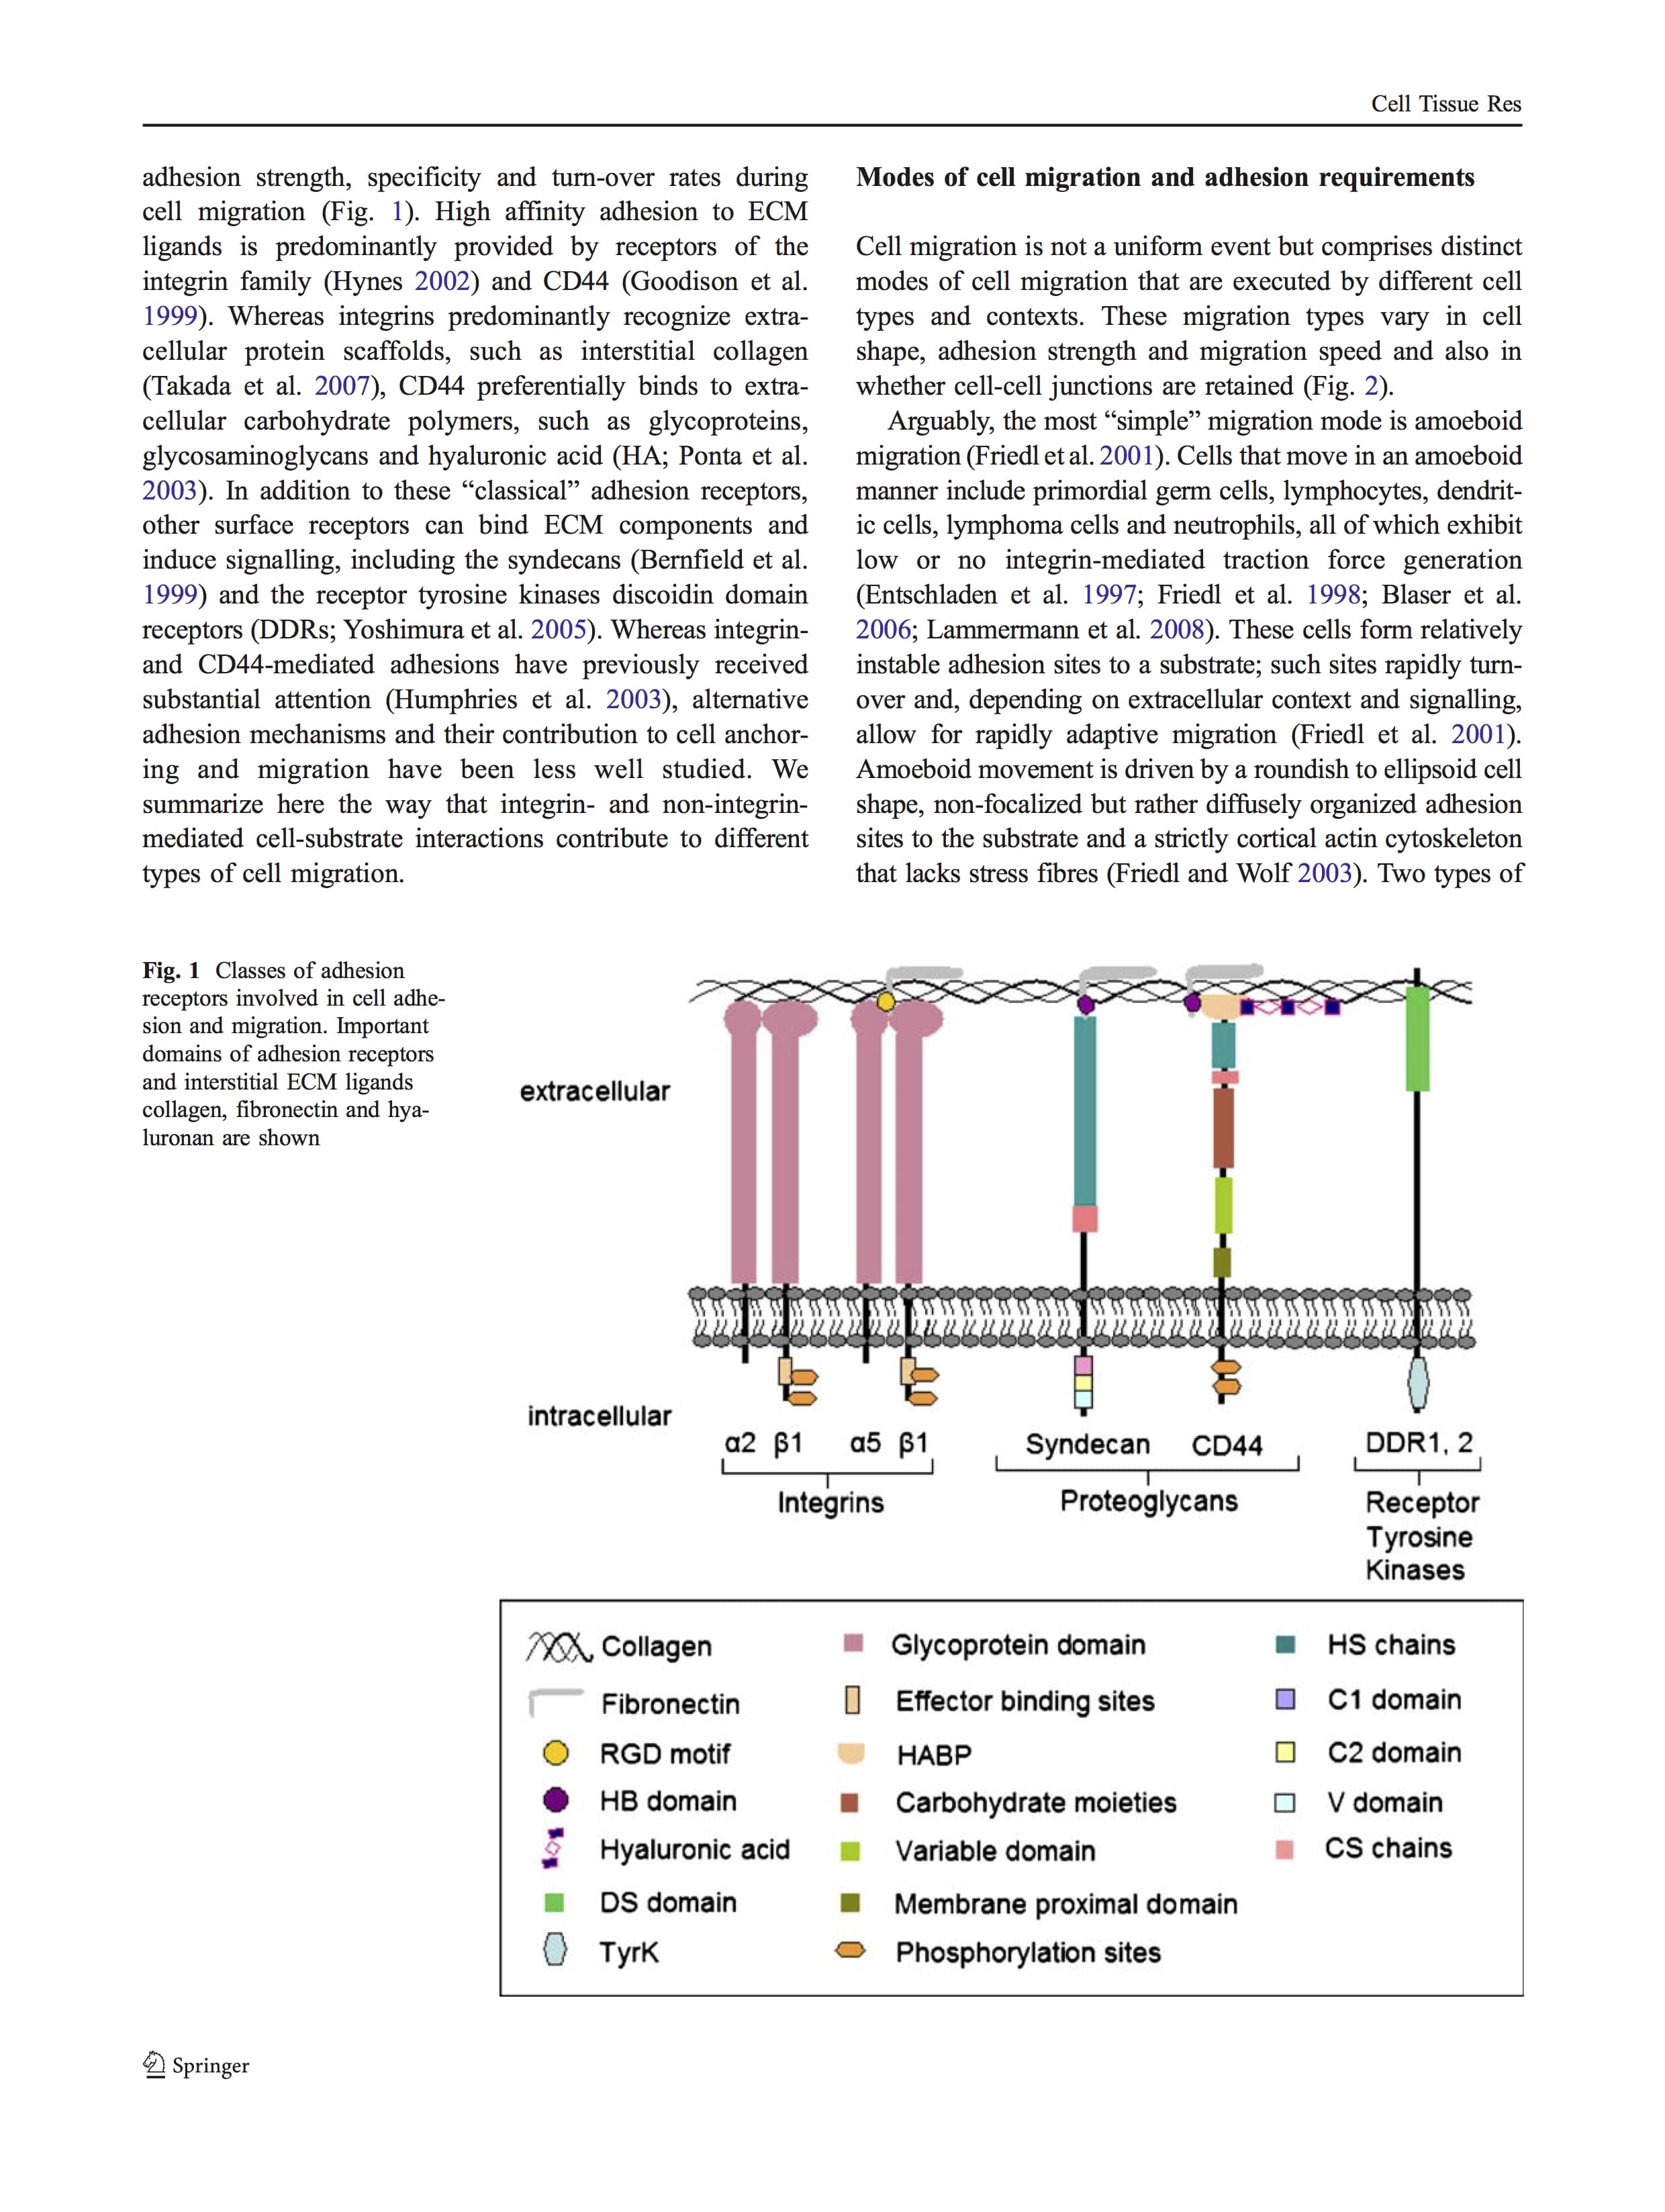 Cell Tissue Res
adhesion strength, specificity and turn-over rates during
cell migration (Fig. 1). High affinity adhesion to ECM
ligands is predominantly provided by receptors of the
integrin family (Hynes 2002) and CD44 (Goodison et al.
1999). Whereas integrins predominantly recognize extra-
cellular protein scaffolds, such as interstitial collagen
(Takada et al. 2007), CD44 preferentially binds to extra-
cellular carbohydrate polymers, such as glycoproteins,
glycosaminoglycans and hyaluronic acid (HA; Ponta et al.
2003). In addition to these “classical” adhesion receptors,
other surface receptors can bind ECM components and
induce signalling, including the syndecans (Bernfield et al.
1999) and the receptor tyrosine kinases discoidin domain
receptors (DDRs; Yoshimura et al. 2005). Whereas integrin-
and CD44-mediated adhesions have previously received
substantial attention (Humphries et al. 2003), alternative
adhesion mechanisms and their contribution to cell anchor-
ing and migration have been less well studied. We
summarize here the way that integrin- and non-integrin-
mediated cell-substrate interactions contribute to different
types of cell migration.
Modes of cell migration and adhesion requirements
Cell migration is not a uniform event but comprises distinct
modes of cell migration that are executed by different cell
types and contexts. These migration types vary in cell
shape, adhesion strength and migration speed and also in
whether cell-cell junctions are retained (Fig. 2).
Arguably, the most “simple” migration mode is amoeboid
migration (Friedl et al. 2001). Cells that move in an amoeboid
manner include primordial germ cells, lymphocytes, dendrit-
ic cells, lymphoma cells and neutrophils, all of which exhibit
low or no integrin-mediated traction force generation
(Entschladen et al. 1997; Friedl et al. 1998; Blaser et al.
2006; Lammermann et al. 2008). These cells form relatively
instable adhesion sites to a substrate; such sites rapidly turn-
over and, depending on extracellular context and signalling,
allow for rapidly adaptive migration (Friedl et al. 2001).
Amoeboid movement is driven by a roundish to ellipsoid cell
shape, non-focalized but rather diffusely organized adhesion
sites to the substrate and a strictly cortical actin cytoskeleton
that lacks stress fibres (Friedl and Wolf 2003). Two types of
Fig. 1 Classes of adhesion
receptors involved in cell adhe-
sion and migration. Important
domains of adhesion receptors
and interstitial ECM ligands
collagen, fibronectin and hya-
luronan are shown
extracellular
intracellular
α2 β1 α5 β1 Syndecan CD44 DDR1, 2
Integrins
Proteoglycans
Receptor
Tyrosine
Kinases
Collagen
Fibronectin
RGD motif
HB domain
Hyaluronic acid
DS domain
TyrK
Glycoprotein domain
Effector binding sites
HABP
Carbohydrate moieties
Variable domain
Membrane proximal domain
Phosphorylation sites
HS chains
C1 domain
C2 domain
V domain
CS chains
Springer